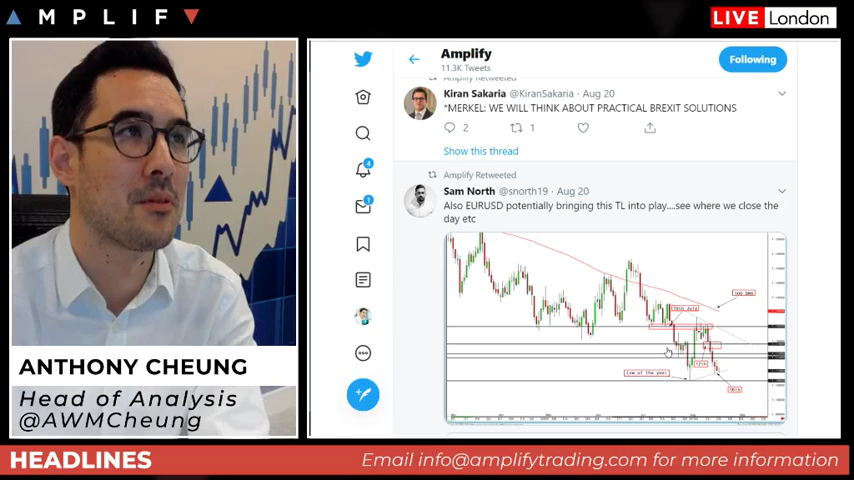 AMPLIFY
LIVE London
Amplify
11.3K Tweets
Following
Amplify Retweeted
Kiran Sakaria @KiranSakaria · Aug 20
*MERKEL: WE WILL THINK ABOUT PRACTICAL BREXIT SOLUTIONS
2
1
Show this thread
Amplify Retweeted
Sam North @snorth19 · Aug 20
Also EURUSD potentially bringing this TL into play....see where we close the
day etc
4
1
Low of the year
ANTHONY CHEUNG
Head of Analysis
@AWMCheung
HEADLINES
Email info@amplifytrading.com for more information